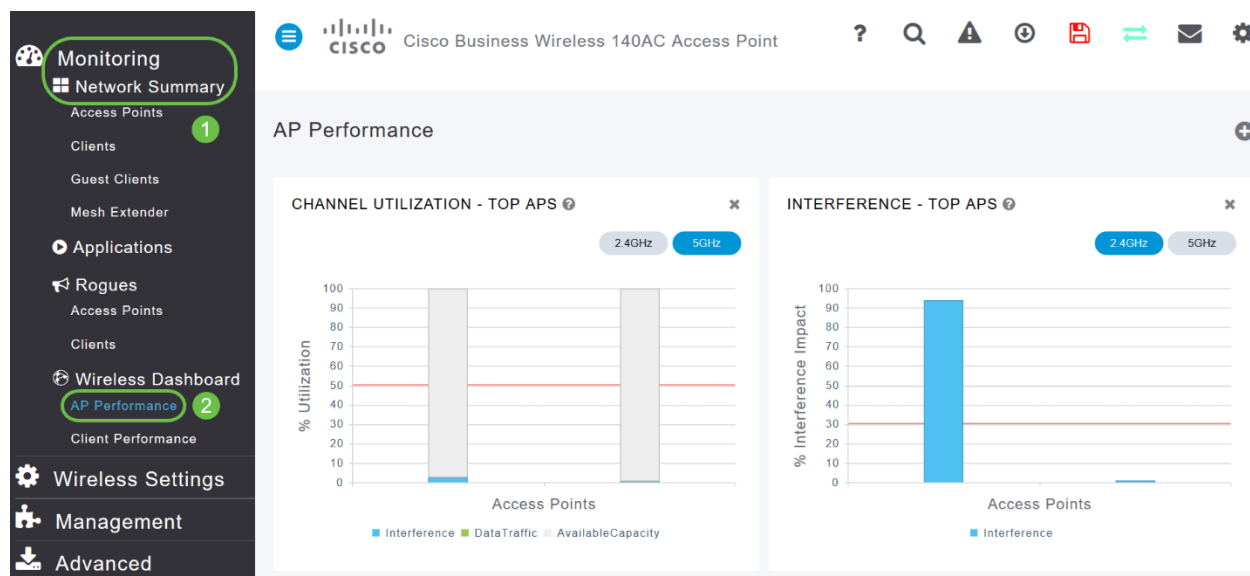 Monitoring
Network Summary
Access Points
1
Clients
Guest Clients
Mesh Extender
Applications
Rogues
Access Points
Clients
Wireless Dashboard
AP Performance 2
Client Performance
Wireless Settings
Management
Advanced
CISCO Cisco Business Wireless 140AC Access Point ?
AP Performance
CHANNEL UTILIZATION - TOP APS ?
2.4GHz 5GHz
100
90
80
70
60
50
40
30
20
10
0
% Utilization
Access Points
Interference DataTraffic AvailableCapacity
INTERFERENCE - TOP APS ?
2.4GHz 5GHz
100
90
80
70
60
50
40
30
20
10
0
% Interference Impact
Access Points
Interference